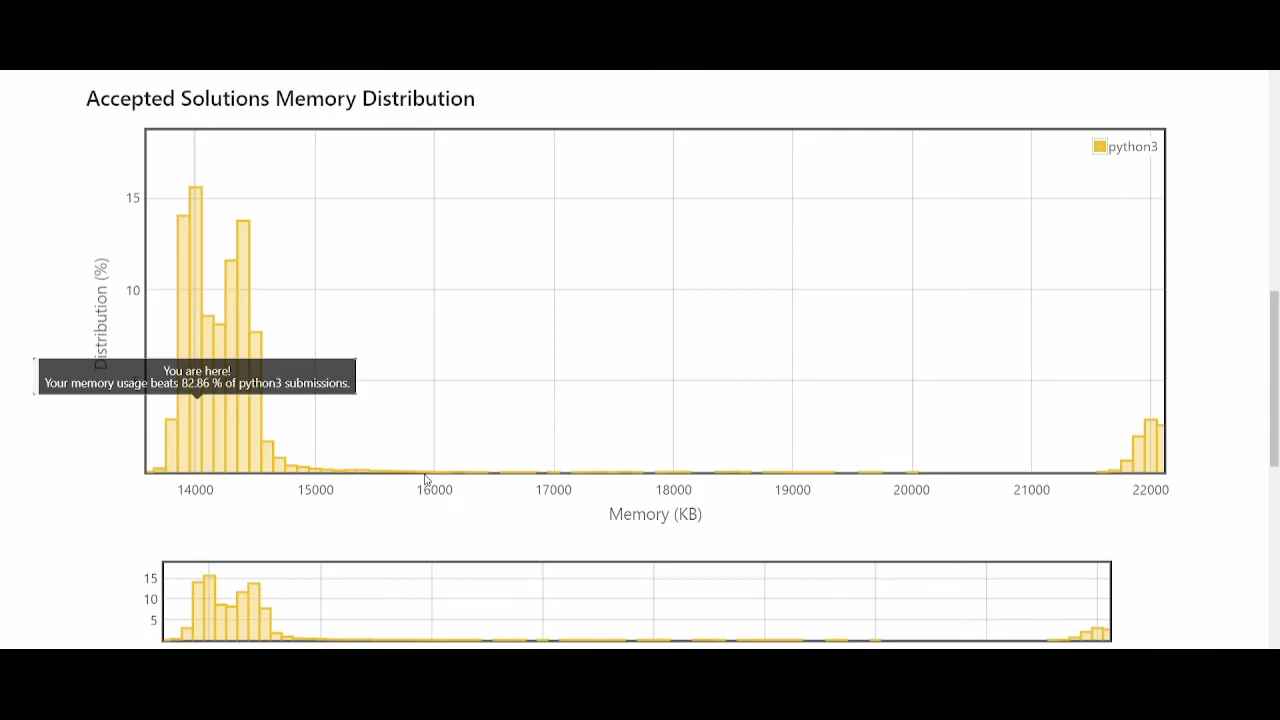 Accepted Solutions Memory Distribution
python3
15
10
Distribution (%)
You are here!
Your memory usage beats 82.86 % of python3 submissions.
14000 15000 16000 17000 18000 19000 20000 21000 22000
Memory (KB)
15
10
5